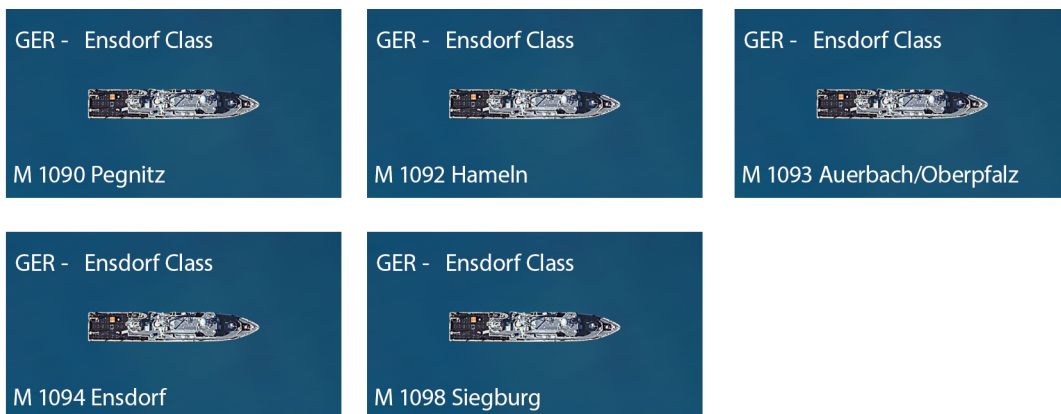 GER - Ensdorf Class
M 1090 Pegnitz
GER - Ensdorf Class
M 1092 Hameln
GER - Ensdorf Class
M 1093 Auerbach/Oberpfalz
GER - Ensdorf Class
M 1094 Ensdorf
GER - Ensdorf Class
M 1098 Siegburg